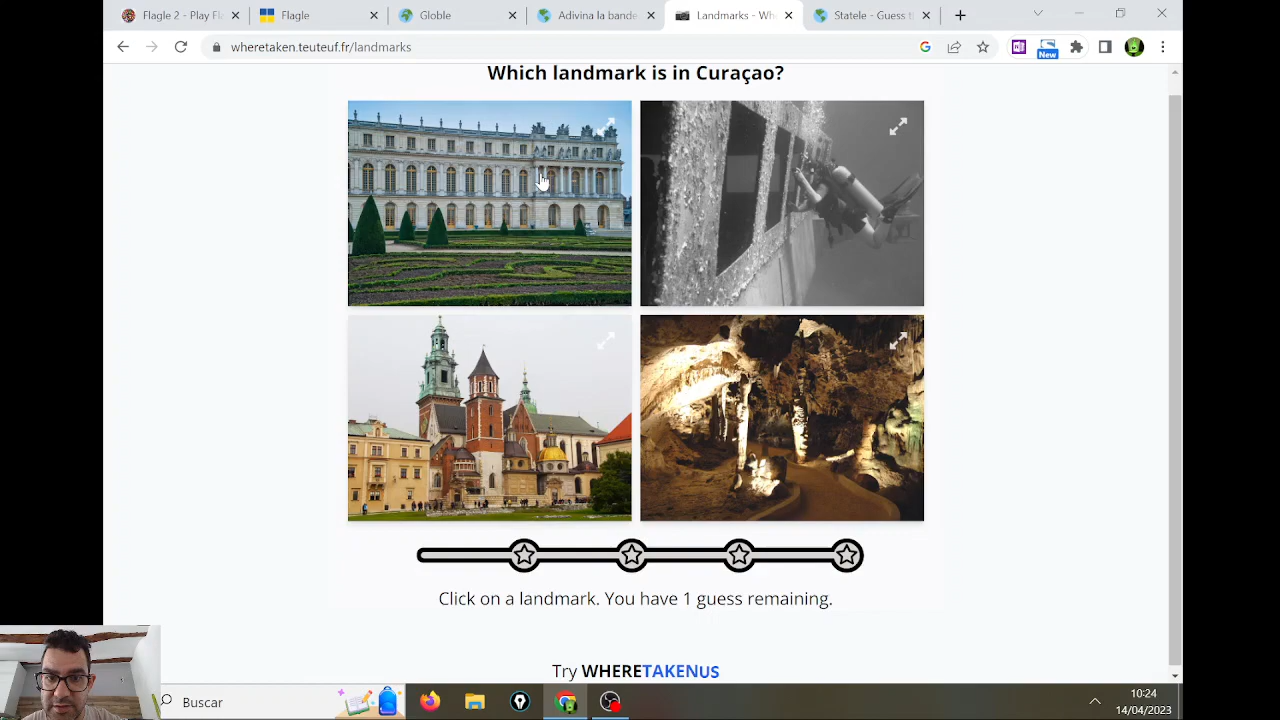 Flagle 2 - Play Fl
Flagle
Globle
Adivina la bande
Landmarks - Wh
Statele - Guess t
wheretaken.teuteuf.fr/landmarks
New
Which landmark is in Curaçao?
Click on a landmark. You have 1 guess remaining.
Try WHERETAKENUS
Buscar
10:24
14/04/2023